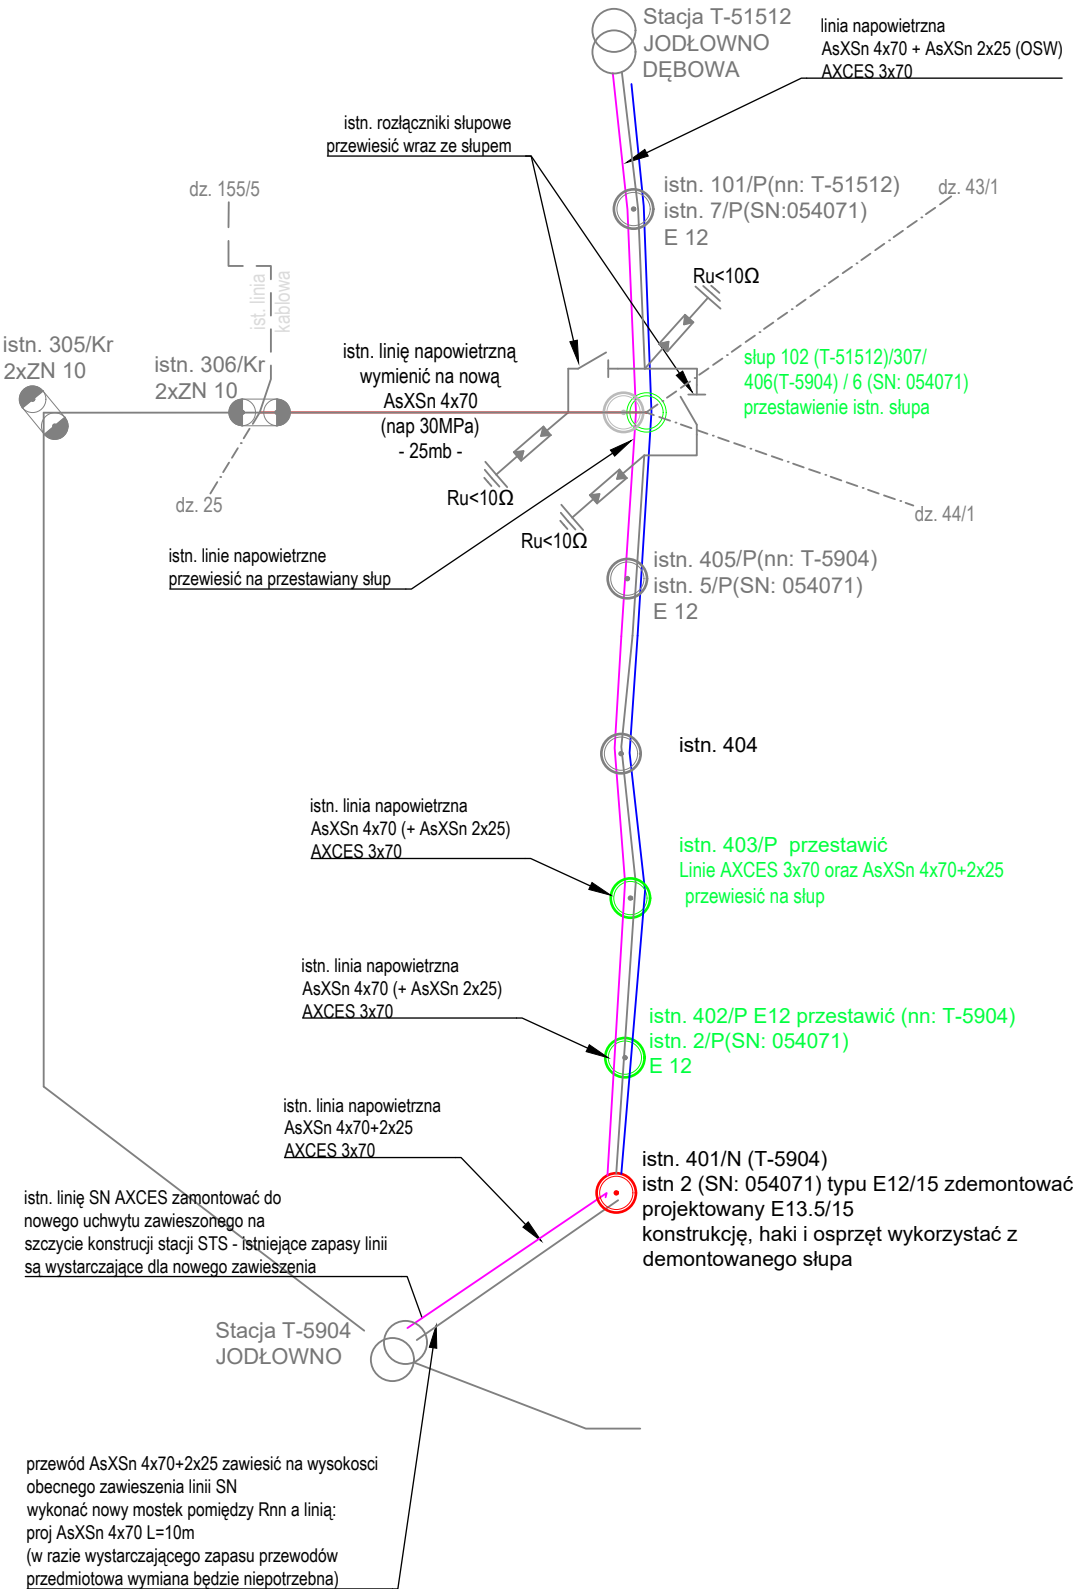 Stacja T-51512
JODŁOWNO
DĘBOWA
linia napowietrzna
AsXSn 4x70 + AsXSn 2x25 (OSW)
AXCES 3x70
istn. rozłączniki słupowe
przewiesić wraz ze słupem
dz. 155/5
istn. 101/P(nn: T-51512)
istn. 7/P(SN:054071)
E 12
dz. 43/1
Ru<10Ω
ist. linia
kablowa
istn. 305/Kr
2xZN 10
istn. 306/Kr
2xZN 10
istn. linię napowietrzną
wymienić na nową
AsXSn 4x70
(nap 30MPa)
- 25mb -
słup 102 (T-51512)/307/
406(T-5904) / 6 (SN: 054071)
przestawienie istn. słupa
dz. 25
Ru<10Ω
Ru<10Ω
dz. 44/1
istn. linie napowietrzne
przewiesić na przestawiany słup
istn. 405/P(nn: T-5904)
istn. 5/P(SN: 054071)
E 12
istn. 404
istn. linia napowietrzna
AsXSn 4x70 (+ AsXSn 2x25)
AXCES 3x70
istn. 403/P  przestawić
Linie AXCES 3x70 oraz AsXSn 4x70+2x25
przewiesić na słup
istn. linia napowietrzna
AsXSn 4x70 (+ AsXSn 2x25)
AXCES 3x70
istn. 402/P E12 przestawić (nn: T-5904)
istn. 2/P(SN: 054071)
E 12
istn. linia napowietrzna
AsXSn 4x70+2x25
AXCES 3x70
istn. 401/N (T-5904)
istn 2 (SN: 054071) typu E12/15 zdemontować
projektowany E13.5/15
konstrukcję, haki i osprzęt wykorzystać z
demontowanego słupa
istn. linię SN AXCES zamontować do
nowego uchwytu zawieszonego na
szczycie konstrucji stacji STS - istniejące zapasy linii
są wystarczające dla nowego zawieszenia
Stacja T-5904
JODŁOWNO
przewód AsXSn 4x70+2x25 zawiesić na wysokosci
obecnego zawieszenia linii SN
wykonać nowy mostek pomiędzy Rnn a linią:
proj AsXSn 4x70 L=10m
(w razie wystarczającego zapasu przewodów
przedmiotowa wymiana będzie niepotrzebna)